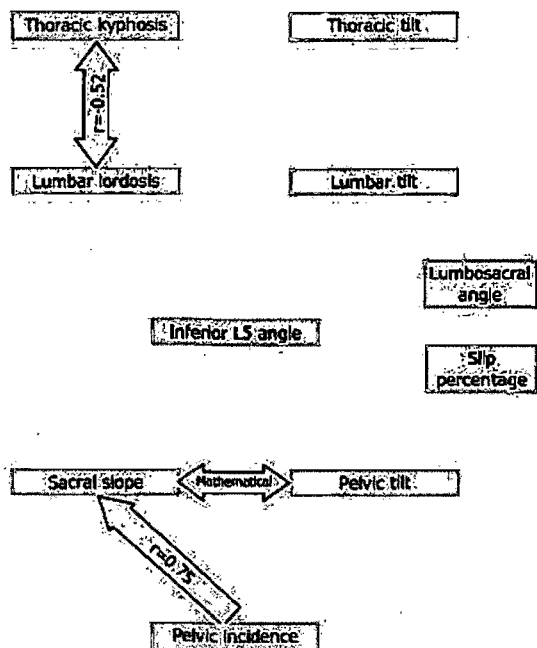 Thoracic kyphosis
Thoracic tilt
r=-0.52
Lumbar lordosis
Lumbar tilt
Lumbosacral
angle
Inferior L5 angle
Slip
percentage
Sacral slope
Mathematical
Pelvic tilt
r=0.75
Pelvic incidence